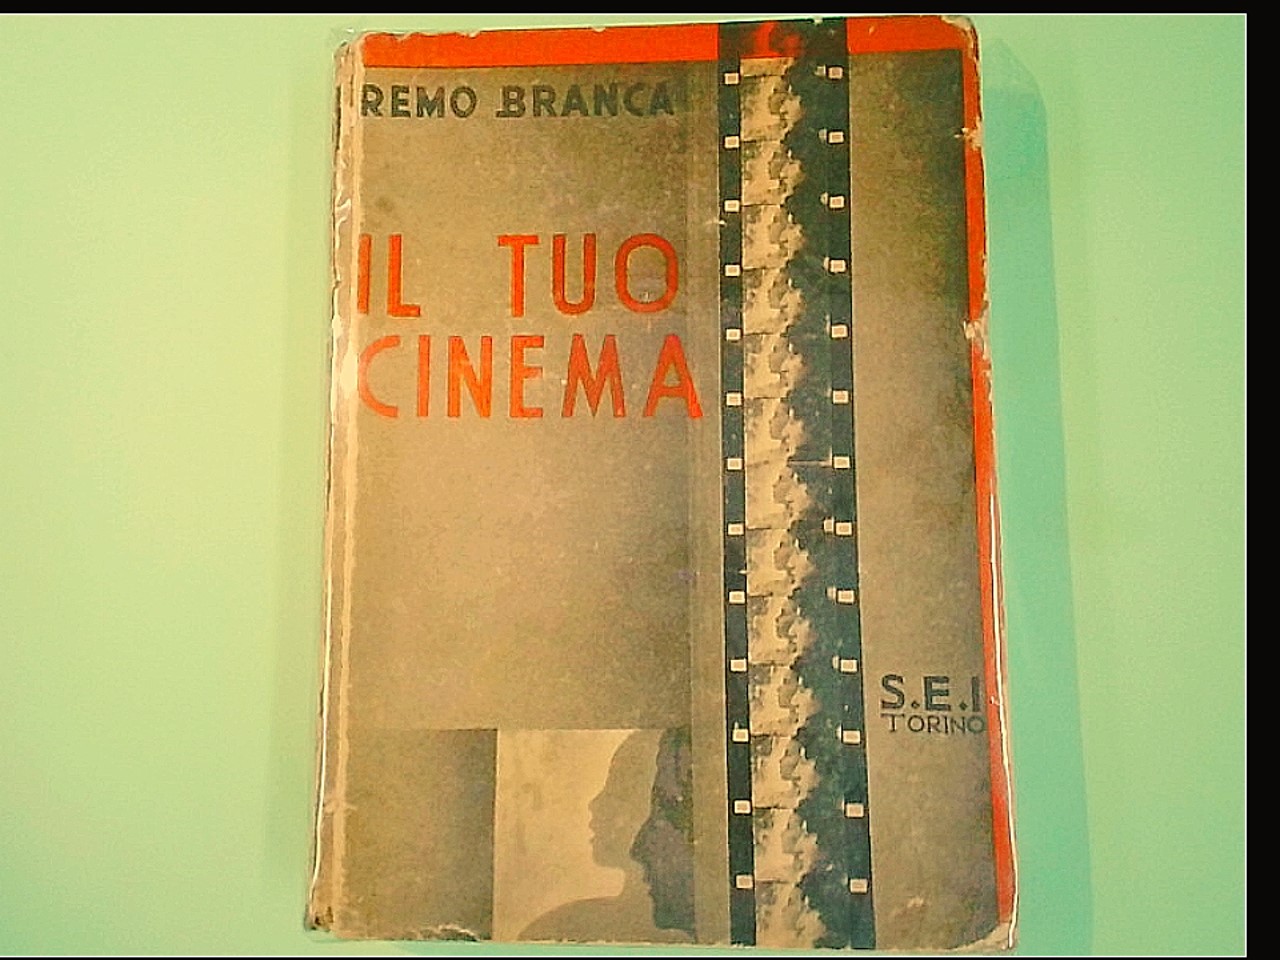 REMO BRANCA
IL TUO
CINEMA
S.E.I
TORINO